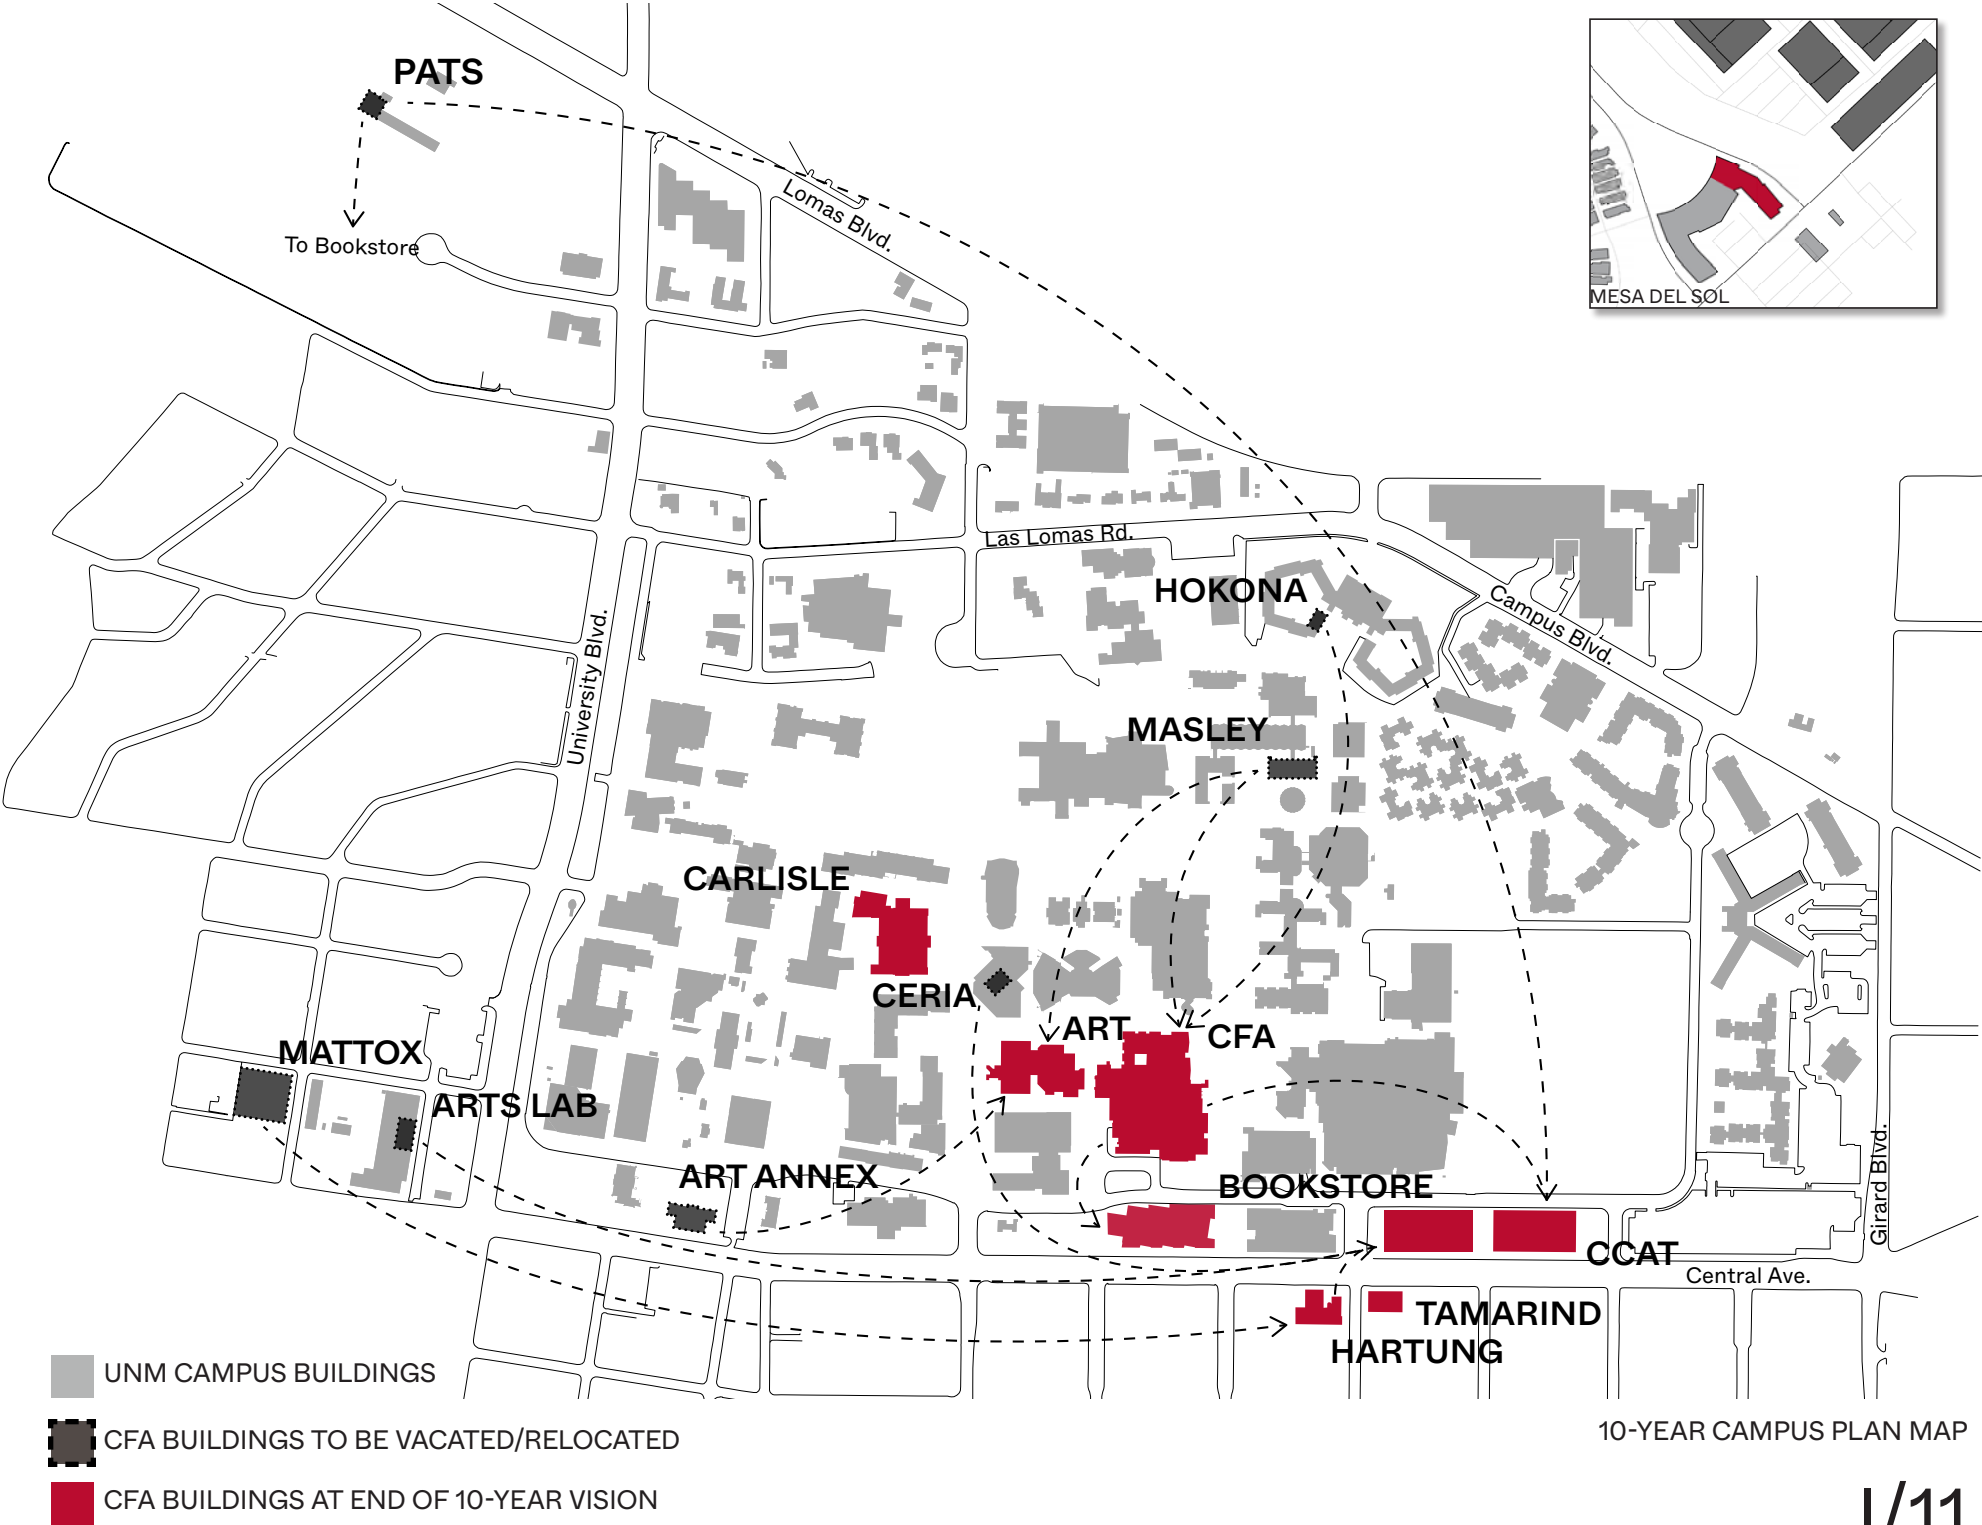 PATS
To Bookstore
Lomas Blvd.
MESA DEL SOL
Las Lomas Rd.
HOKONA
Campus Blvd.
University Blvd.
MASLEY
CARLISLE
CERIA
ART
CFA
MATTOX
ARTS LAB
ART ANNEX
BOOKSTORE
Girard Blvd.
CCAT
Central Ave.
TAMARIND
HARTUNG
UNM CAMPUS BUILDINGS
CFA BUILDINGS TO BE VACATED/RELOCATED
CFA BUILDINGS AT END OF 10-YEAR VISION
10-YEAR CAMPUS PLAN MAP
I/11